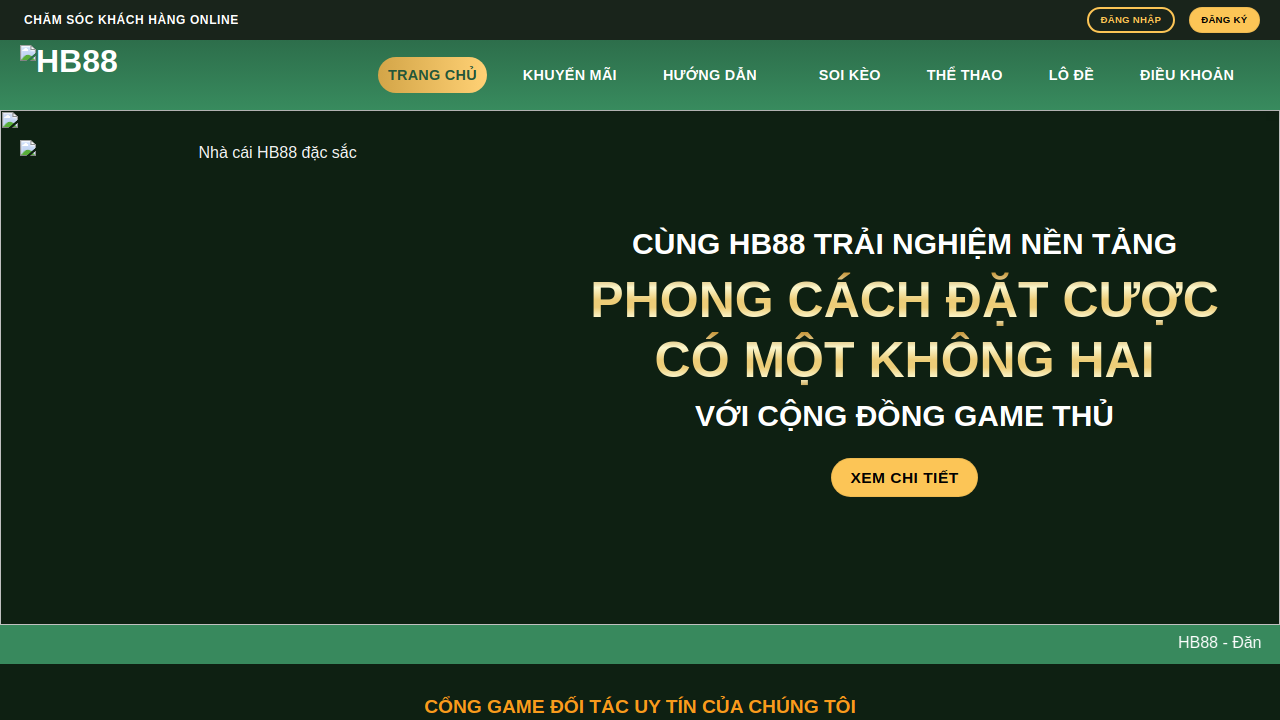 CHĂM SÓC KHÁCH HÀNG ONLINE
ĐĂNG NHẬP
ĐĂNG KÝ
HB88
TRANG CHỦ
KHUYẾN MÃI
HƯỚNG DẪN
SOI KÈO
THỂ THAO
LÔ ĐỀ
ĐIỀU KHOẢN
Nhà cái HB88 đặc sắc
CÙNG HB88 TRẢI NGHIỆM NỀN TẢNG
PHONG CÁCH ĐẶT CƯỢC
CÓ MỘT KHÔNG HAI
VỚI CỘNG ĐỒNG GAME THỦ
XEM CHI TIẾT
HB88 - Đăn
CỔNG GAME ĐỐI TÁC UY TÍN CỦA CHÚNG TÔI